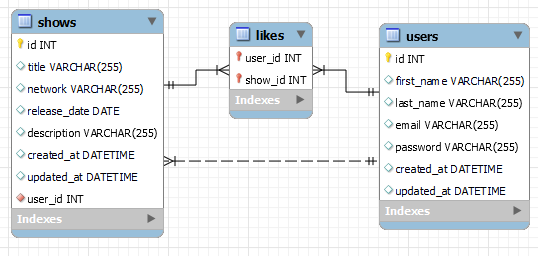 shows
id INT
title VARCHAR(255)
network VARCHAR(255)
release_date DATE
description VARCHAR(255)
created_at DATETIME
updated_at DATETIME
user_id INT
Indexes
likes
user_id INT
show_id INT
Indexes
users
id INT
first_name VARCHAR(255)
last_name VARCHAR(255)
email VARCHAR(255)
password VARCHAR(255)
created_at DATETIME
updated_at DATETIME
Indexes